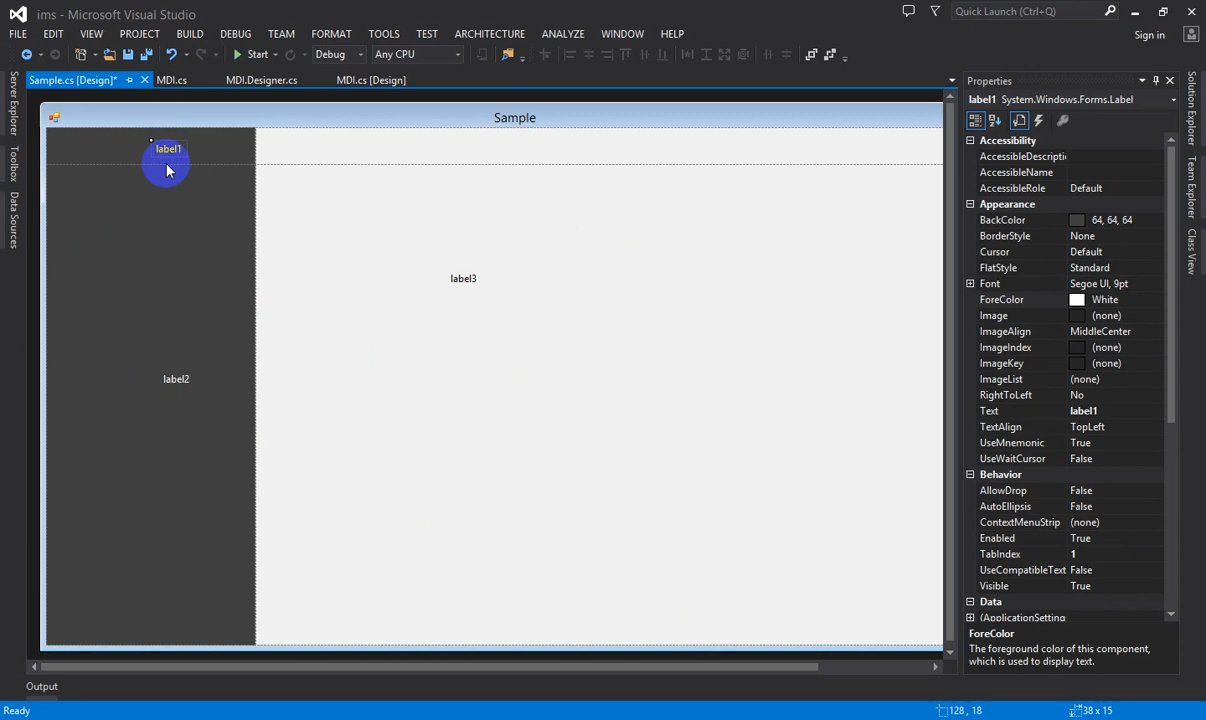 ims - Microsoft Visual Studio
Quick Launch (Ctrl+Q)
FILE EDIT VIEW PROJECT BUILD DEBUG TEAM FORMAT TOOLS TEST ARCHITECTURE ANALYZE WINDOW HELP
Sign in
Start Debug Any CPU
Sample.cs [Design]* MDI.cs MDI.Designer.cs MDI.cs [Design]
Server Explorer
Toolbox
Data Sources
Sample
label1
label3
label2
Properties
label1 System.Windows.Forms.Label
Accessibility
AccessibleDescripti
AccessibleName
AccessibleRole Default
Appearance
BackColor 64, 64, 64
BorderStyle None
Cursor Default
FlatStyle Standard
Font Segoe UI, 9pt
ForeColor White
Image (none)
ImageAlign MiddleCenter
ImageIndex (none)
ImageKey (none)
ImageList (none)
RightToLeft No
Text label1
TextAlign TopLeft
UseMnemonic True
UseWaitCursor False
Behavior
AllowDrop False
AutoEllipsis False
ContextMenuStrip (none)
Enabled True
TabIndex 1
UseCompatibleText False
Visible True
Data
(ApplicationSetting
ForeColor
The foreground color of this component,
which is used to display text.
Solution Explorer
Team Explorer
Class View
Output
Ready 128 , 18 38 x 15